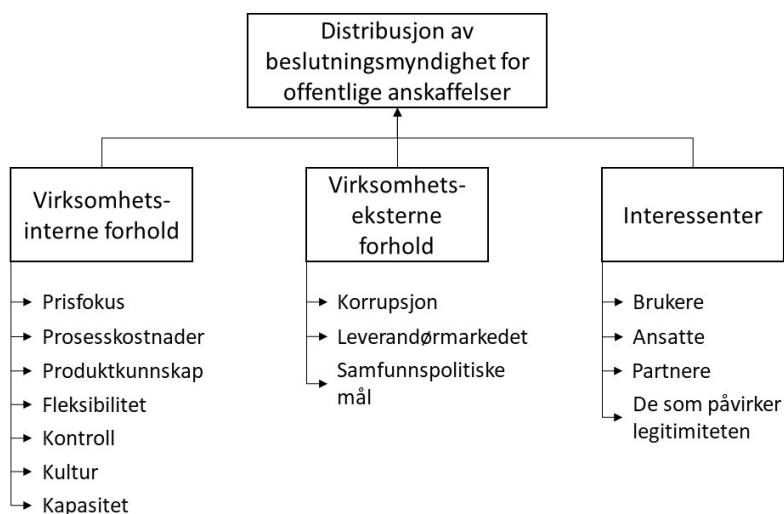 Distribusjon av
beslutningsmyndighet for
offentlige anskaffelser
Virksomhets-
interne forhold
Prisfokus
Prosesskostnader
Produktkunnskap
Fleksibilitet
Kontroll
Kultur
Kapasitet
Virksomhets-
eksterne
forhold
Korrupsjon
Leverandørmarkedet
Samfunnspolitiske
mål
Interessenter
Brukere
Ansatte
Partnere
De som påvirker
legitimiteten